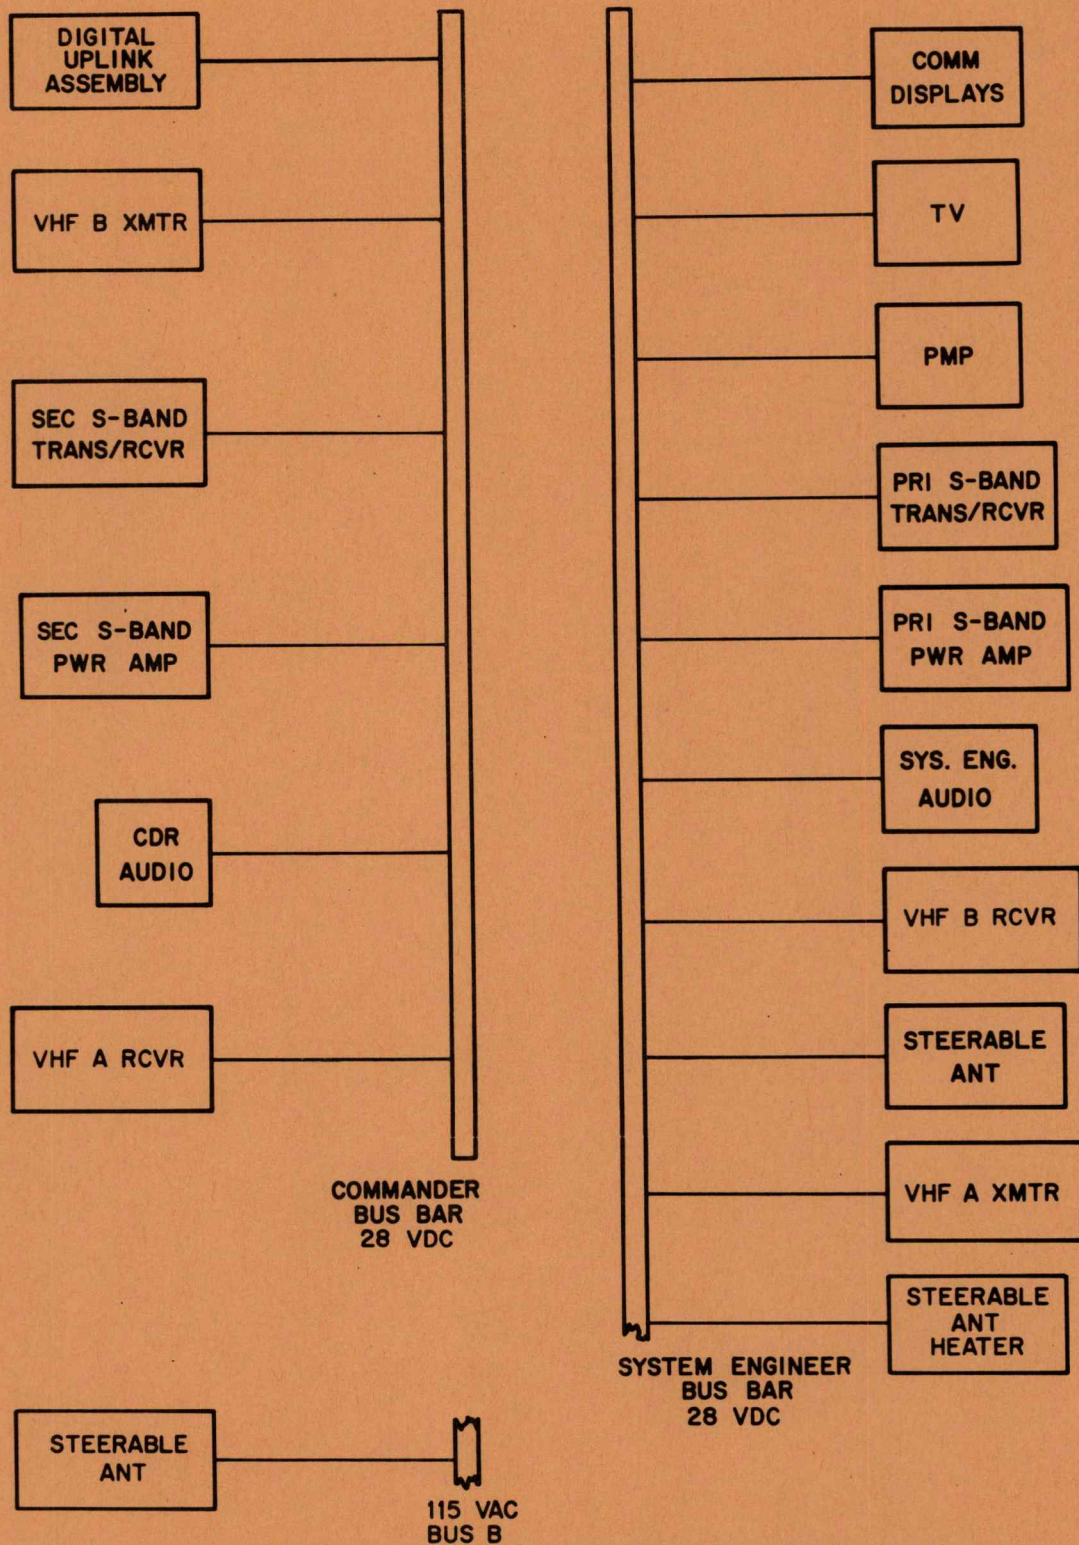 DIGITAL
UPLINK
ASSEMBLY
VHF B XMTR
SEC S-BAND
TRANS/RCVR
SEC S-BAND
PWR AMP
CDR
AUDIO
VHF A RCVR
COMMANDER
BUS BAR
28 VDC
COMM
DISPLAYS
TV
PMP
PRI S-BAND
TRANS/RCVR
PRI S-BAND
PWR AMP
SYS. ENG.
AUDIO
VHF B RCVR
STEERABLE
ANT
VHF A XMTR
STEERABLE
ANT
HEATER
SYSTEM ENGINEER
BUS BAR
28 VDC
STEERABLE
ANT
115 VAC
BUS B